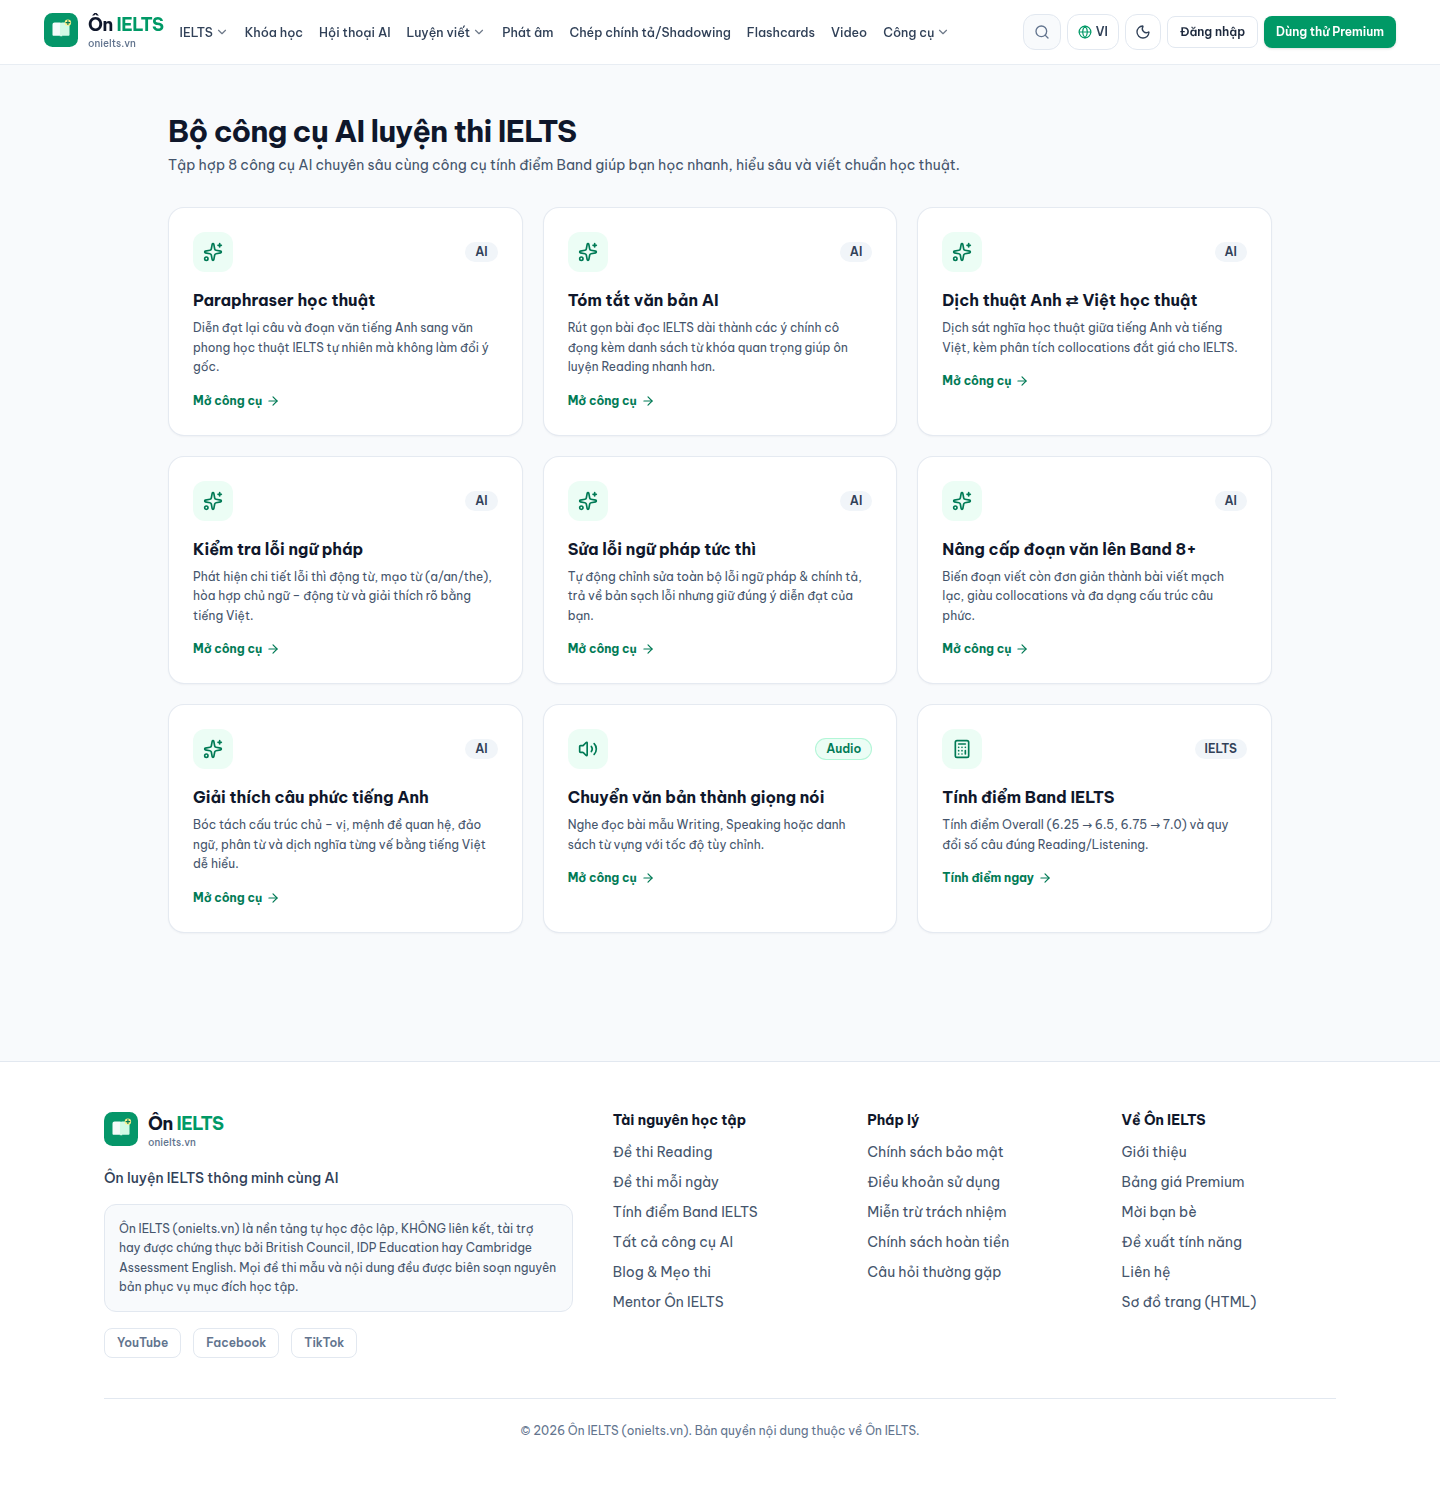 Ôn IELTS
onielts.vn
IELTS
Khóa học
Hội thoại AI
Luyện viết
Phát âm
Chép chính tả/Shadowing
Flashcards
Video
Công cụ
VI
Đăng nhập
Dùng thử Premium
Bộ công cụ AI luyện thi IELTS
Tập hợp 8 công cụ AI chuyên sâu cùng công cụ tính điểm Band giúp bạn học nhanh, hiểu sâu và viết chuẩn học thuật.
AI
Paraphraser học thuật
Diễn đạt lại câu và đoạn văn tiếng Anh sang văn
phong học thuật IELTS tự nhiên mà không làm đổi ý
gốc.
Mở công cụ →
AI
Tóm tắt văn bản AI
Rút gọn bài đọc IELTS dài thành các ý chính cô
đọng kèm danh sách từ khóa quan trọng giúp ôn
luyện Reading nhanh hơn.
Mở công cụ →
AI
Dịch thuật Anh ⇄ Việt học thuật
Dịch sát nghĩa học thuật giữa tiếng Anh và tiếng
Việt, kèm phân tích collocations đắt giá cho IELTS.
Mở công cụ →
AI
Kiểm tra lỗi ngữ pháp
Phát hiện chi tiết lỗi thì động từ, mạo từ (a/an/the),
hòa hợp chủ ngữ – động từ và giải thích rõ bằng
tiếng Việt.
Mở công cụ →
AI
Sửa lỗi ngữ pháp tức thì
Tự động chỉnh sửa toàn bộ lỗi ngữ pháp & chính tả,
trả về bản sạch lỗi nhưng giữ đúng ý diễn đạt của
bạn.
Mở công cụ →
AI
Nâng cấp đoạn văn lên Band 8+
Biến đoạn viết còn đơn giản thành bài viết mạch
lạc, giàu collocations và đa dạng cấu trúc câu
phức.
Mở công cụ →
AI
Giải thích câu phức tiếng Anh
Bóc tách cấu trúc chủ – vị, mệnh đề quan hệ, đảo
ngữ, phân từ và dịch nghĩa từng vế bằng tiếng Việt
dễ hiểu.
Mở công cụ →
Audio
Chuyển văn bản thành giọng nói
Nghe đọc bài mẫu Writing, Speaking hoặc danh
sách từ vựng với tốc độ tùy chỉnh.
Mở công cụ →
IELTS
Tính điểm Band IELTS
Tính điểm Overall (6.25 → 6.5, 6.75 → 7.0) và quy
đổi số câu đúng Reading/Listening.
Tính điểm ngay →
Ôn IELTS
onielts.vn
Ôn luyện IELTS thông minh cùng AI
Ôn IELTS (onielts.vn) là nền tảng tự học độc lập, KHÔNG liên kết, tài trợ
hay được chứng thực bởi British Council, IDP Education hay Cambridge
Assessment English. Mọi đề thi mẫu và nội dung đều được biên soạn nguyên
bản phục vụ mục đích học tập.
YouTube
Facebook
TikTok
Tài nguyên học tập
Đề thi Reading
Đề thi mỗi ngày
Tính điểm Band IELTS
Tất cả công cụ AI
Blog & Mẹo thi
Mentor Ôn IELTS
Pháp lý
Chính sách bảo mật
Điều khoản sử dụng
Miễn trừ trách nhiệm
Chính sách hoàn tiền
Câu hỏi thường gặp
Về Ôn IELTS
Giới thiệu
Bảng giá Premium
Mời bạn bè
Đề xuất tính năng
Liên hệ
Sơ đồ trang (HTML)
© 2026 Ôn IELTS (onielts.vn). Bản quyền nội dung thuộc về Ôn IELTS.